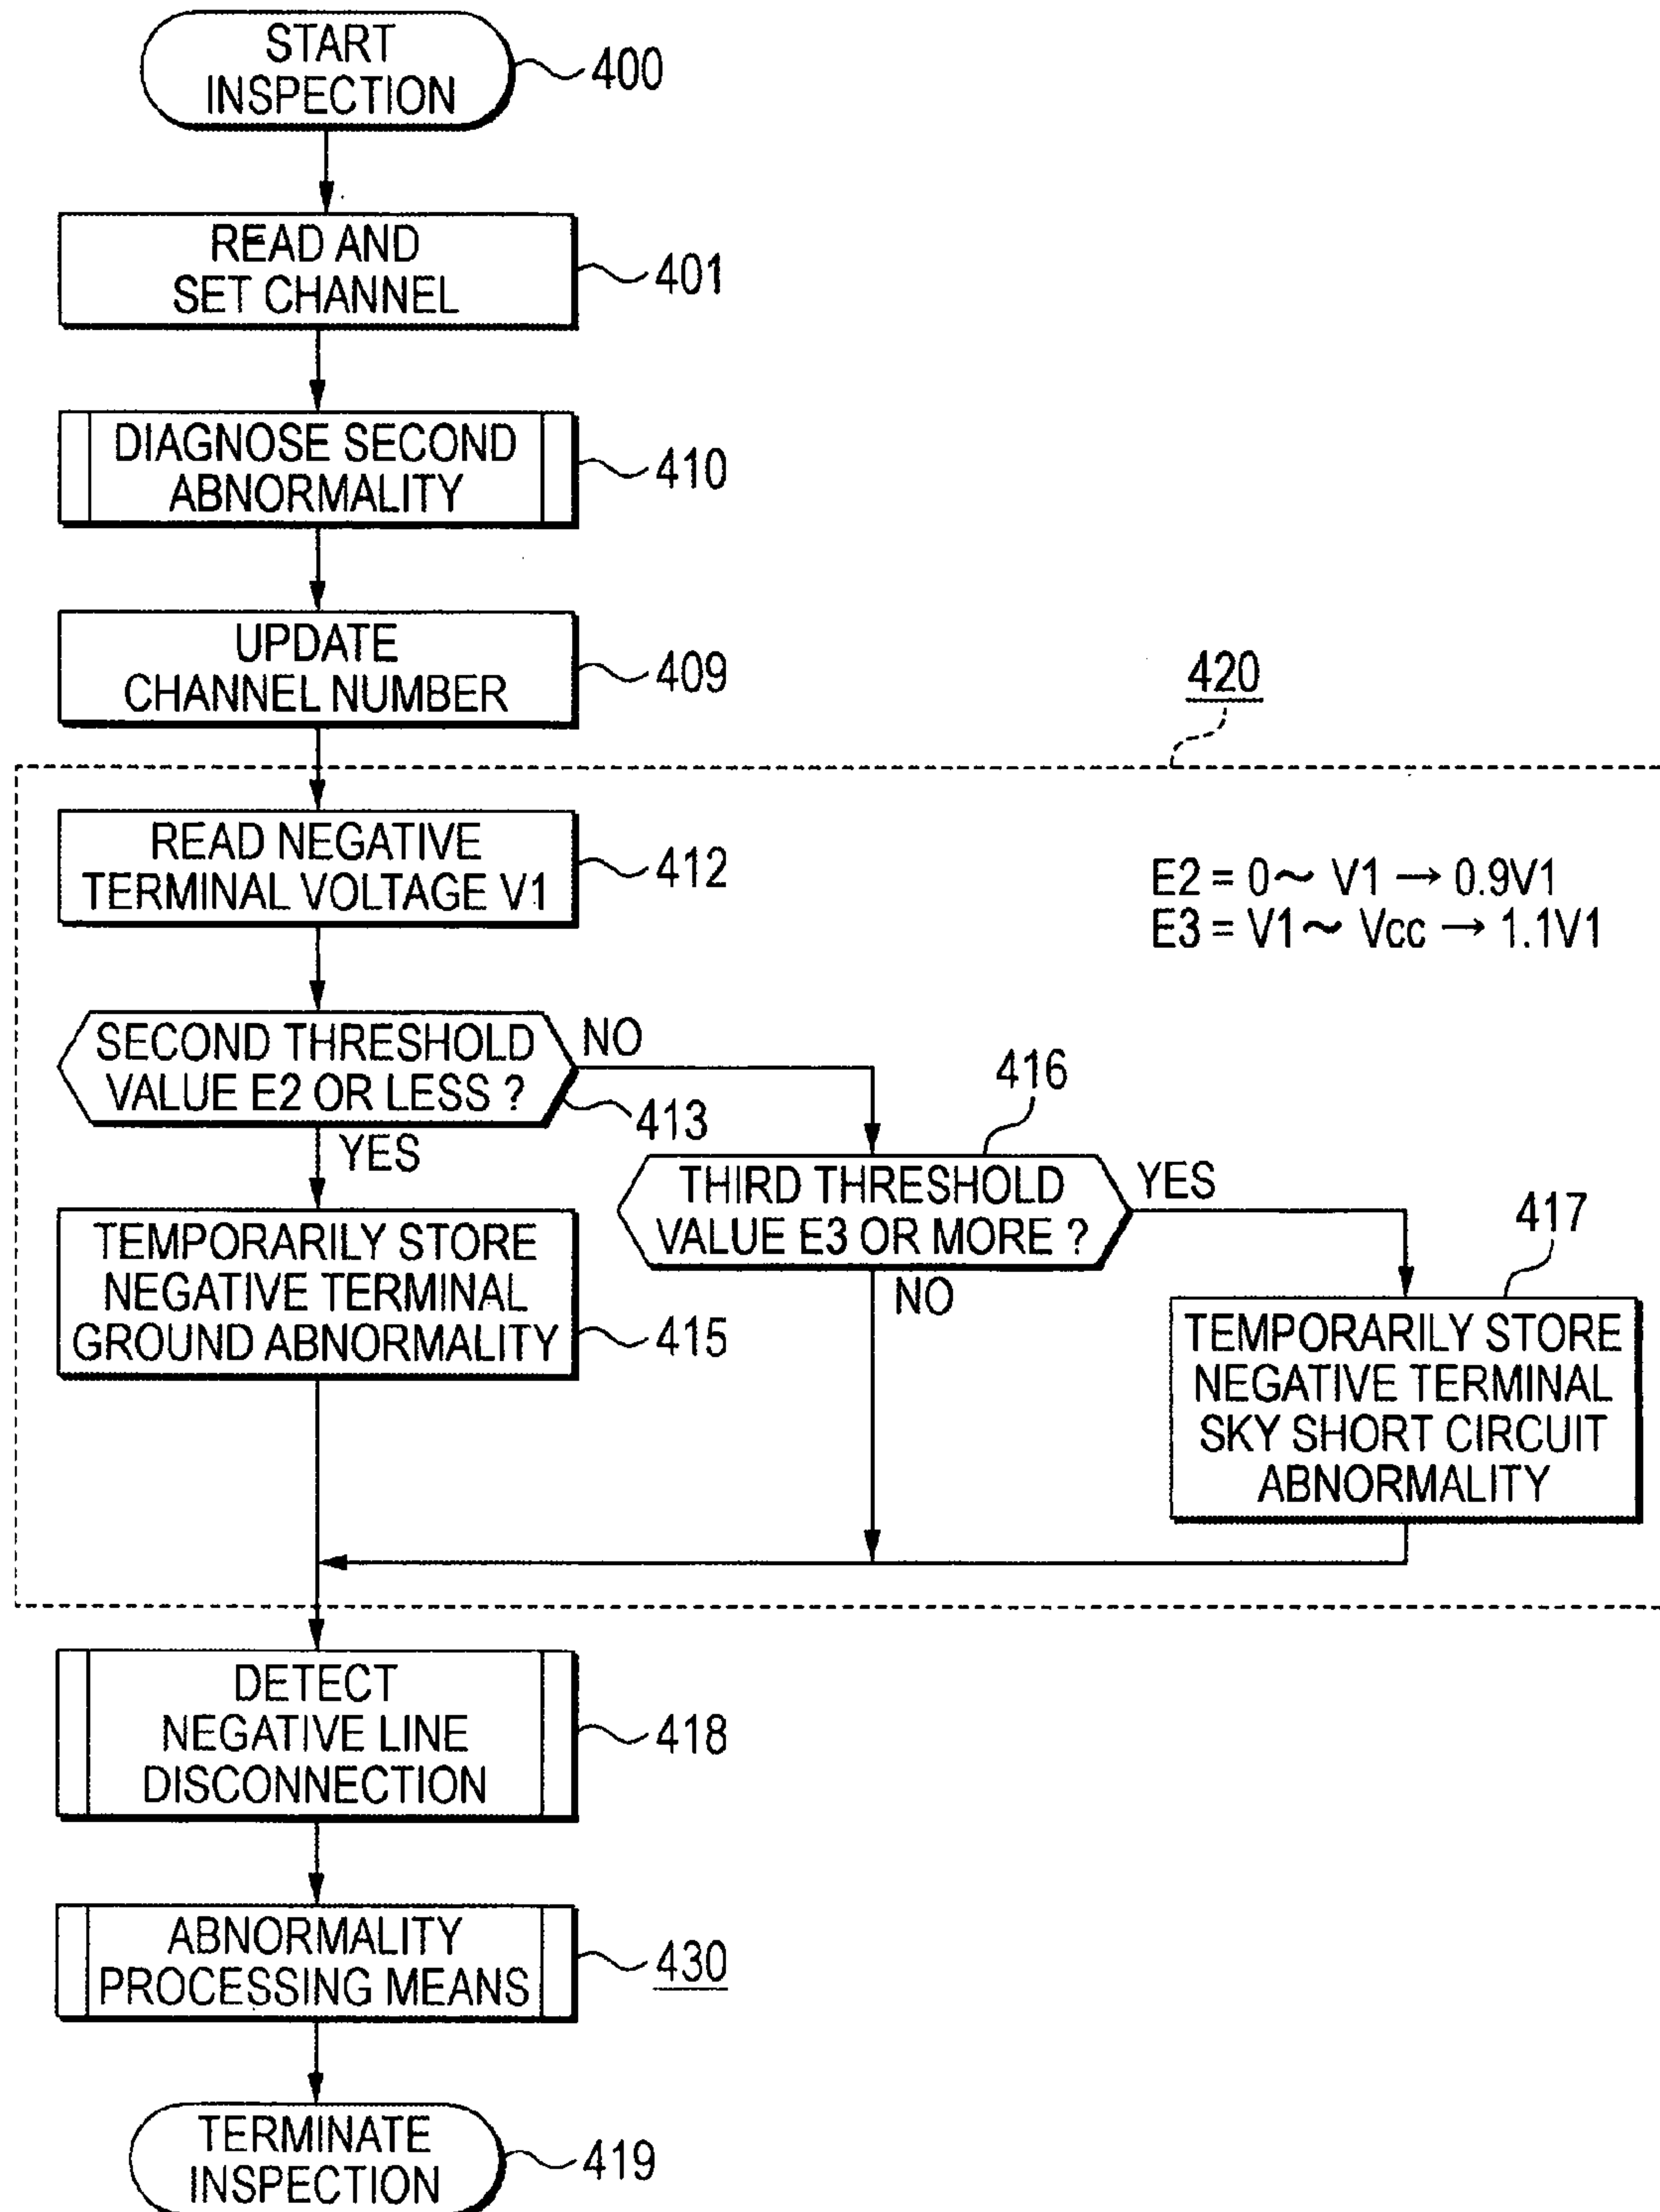 START
INSPECTION
400
READ AND
SET CHANNEL
401
DIAGNOSE SECOND
ABNORMALITY
410
UPDATE
CHANNEL NUMBER
409
420
READ NEGATIVE
TERMINAL VOLTAGE V1
412
E2 = 0~ V1 → 0.9V1
E3 = V1~ Vcc → 1.1V1
SECOND THRESHOLD
VALUE E2 OR LESS ?
NO
413
YES
416
THIRD THRESHOLD
VALUE E3 OR MORE ?
YES
NO
417
TEMPORARILY STORE
NEGATIVE TERMINAL
GROUND ABNORMALITY
415
TEMPORARILY STORE
NEGATIVE TERMINAL
SKY SHORT CIRCUIT
ABNORMALITY
DETECT
NEGATIVE LINE
DISCONNECTION
418
ABNORMALITY
PROCESSING MEANS
430
TERMINATE
INSPECTION
419